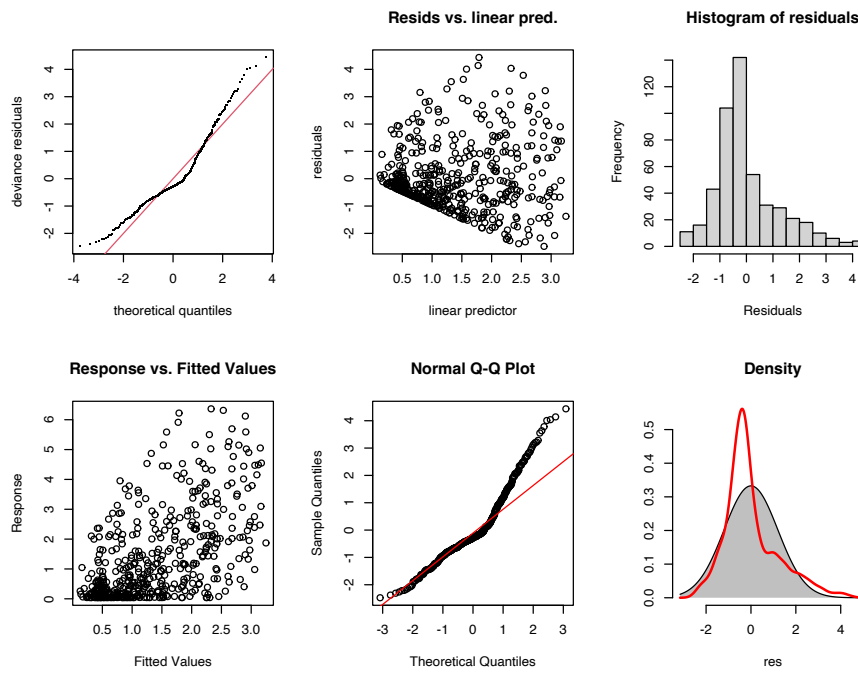 Resids vs. linear pred.
Histogram of residuals
deviance residuals
-2 -1 0 1 2 3 4
-4 -2 0 2 4
theoretical quantiles
residuals
-2 -1 0 1 2 3 4
0.5 1.0 1.5 2.0 2.5 3.0
linear predictor
Frequency
0 20 40 60 80 120
-2 -1 0 1 2 3 4
Residuals
Response vs. Fitted Values
Normal Q-Q Plot
Density
Response
0 1 2 3 4 5 6
0.5 1.0 1.5 2.0 2.5 3.0
Fitted Values
Sample Quantiles
-2 -1 0 1 2 3 4
-3 -2 -1 0 1 2 3
Theoretical Quantiles
0.0 0.1 0.2 0.3 0.4 0.5
-2 0 2 4
res